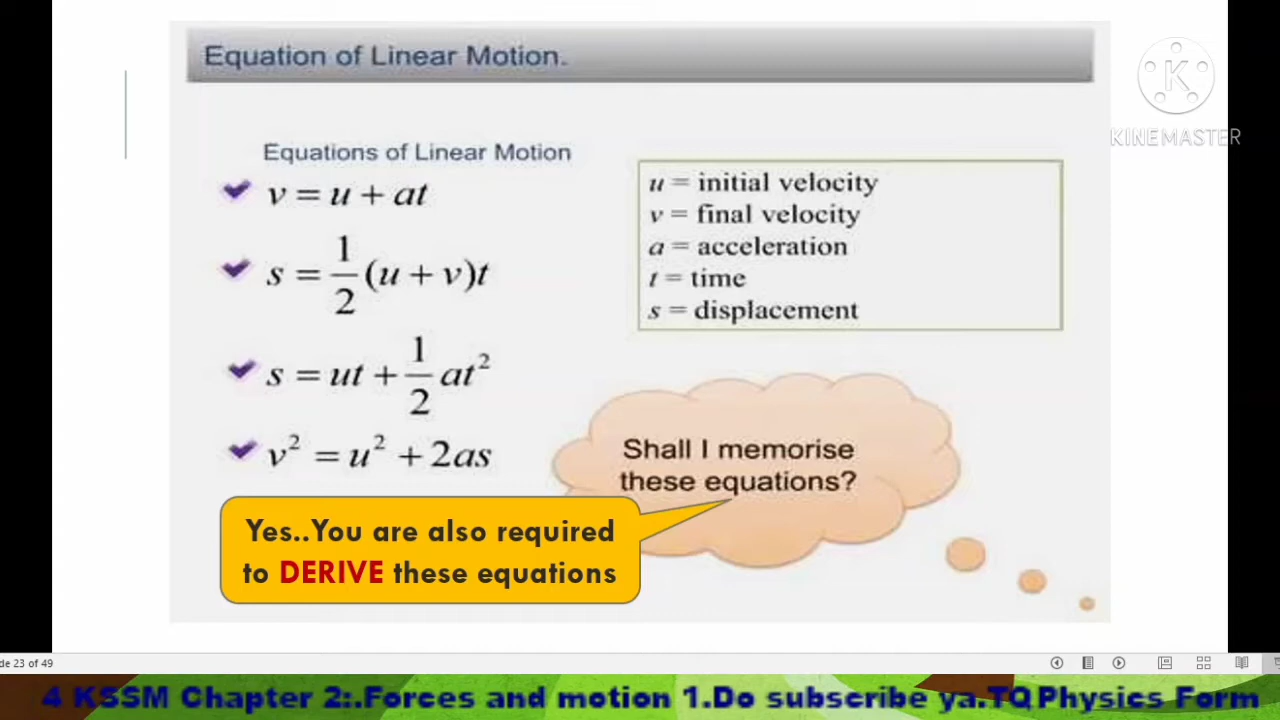 Equation of Linear Motion.
K
KINEMASTER
Equations of Linear Motion
v = u + at
s = 1/2 (u + v)t
s = ut + 1/2 at²
v² = u² + 2as
u = initial velocity
v = final velocity
a = acceleration
t = time
s = displacement
Shall I memorise
these equations?
Yes..You are also required
to DERIVE these equations
de 23 of 49
4 KSSM Chapter 2:.Forces and motion 1.Do subscribe ya.TQ Physics Form